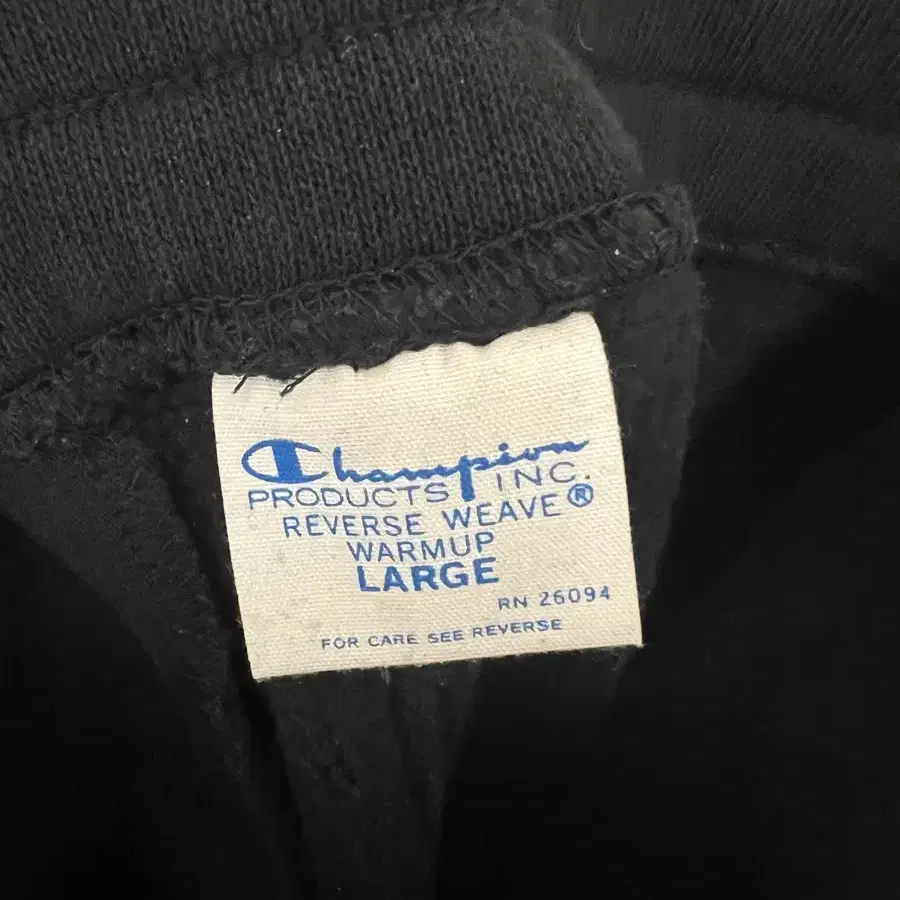 Champion
PRODUCTS INC.
REVERSE WEAVE®
WARMUP
LARGE
RN 26094
FOR CARE SEE REVERSE